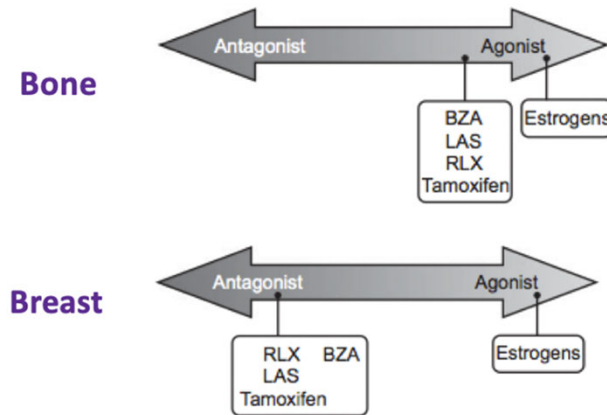 Bone
Antagonist Agonist
BZA
LAS
RLX
Tamoxifen
Estrogens
Breast
Antagonist Agonist
RLX BZA
LAS
Tamoxifen
Estrogens